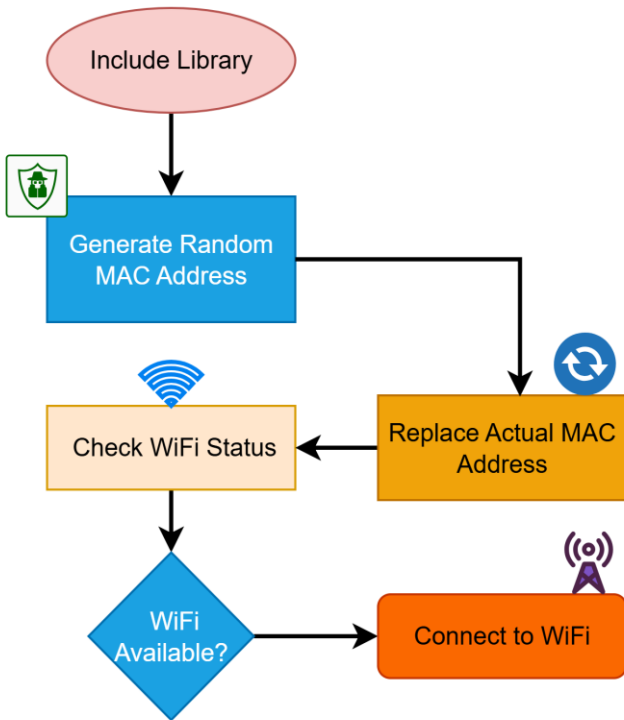 Include Library
Generate Random
MAC Address
Replace Actual MAC
Address
Check WiFi Status
WiFi
Available?
Connect to WiFi